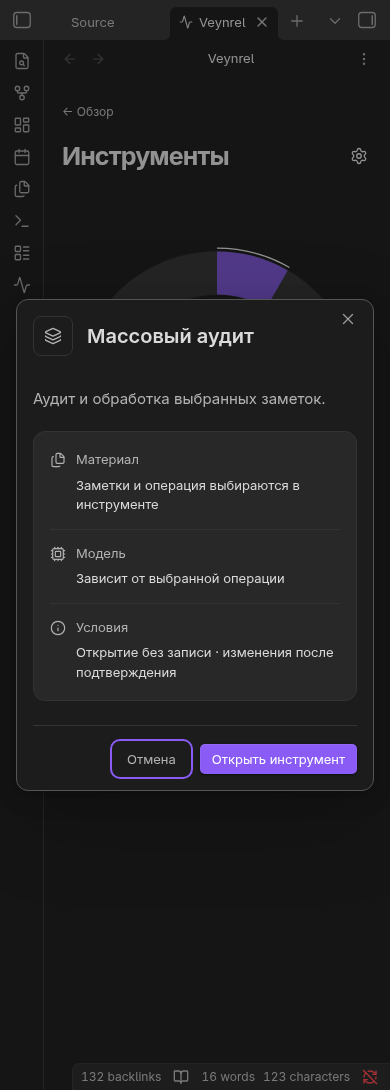 Source
Veynrel
Veynrel
← Обзор
Инструменты
Массовый аудит
Аудит и обработка выбранных заметок.
Материал
Заметки и операция выбираются в
инструменте
Модель
Зависит от выбранной операции
Условия
Открытие без записи · изменения после
подтверждения
Отмена
Открыть инструмент
132 backlinks
16 words
123 characters